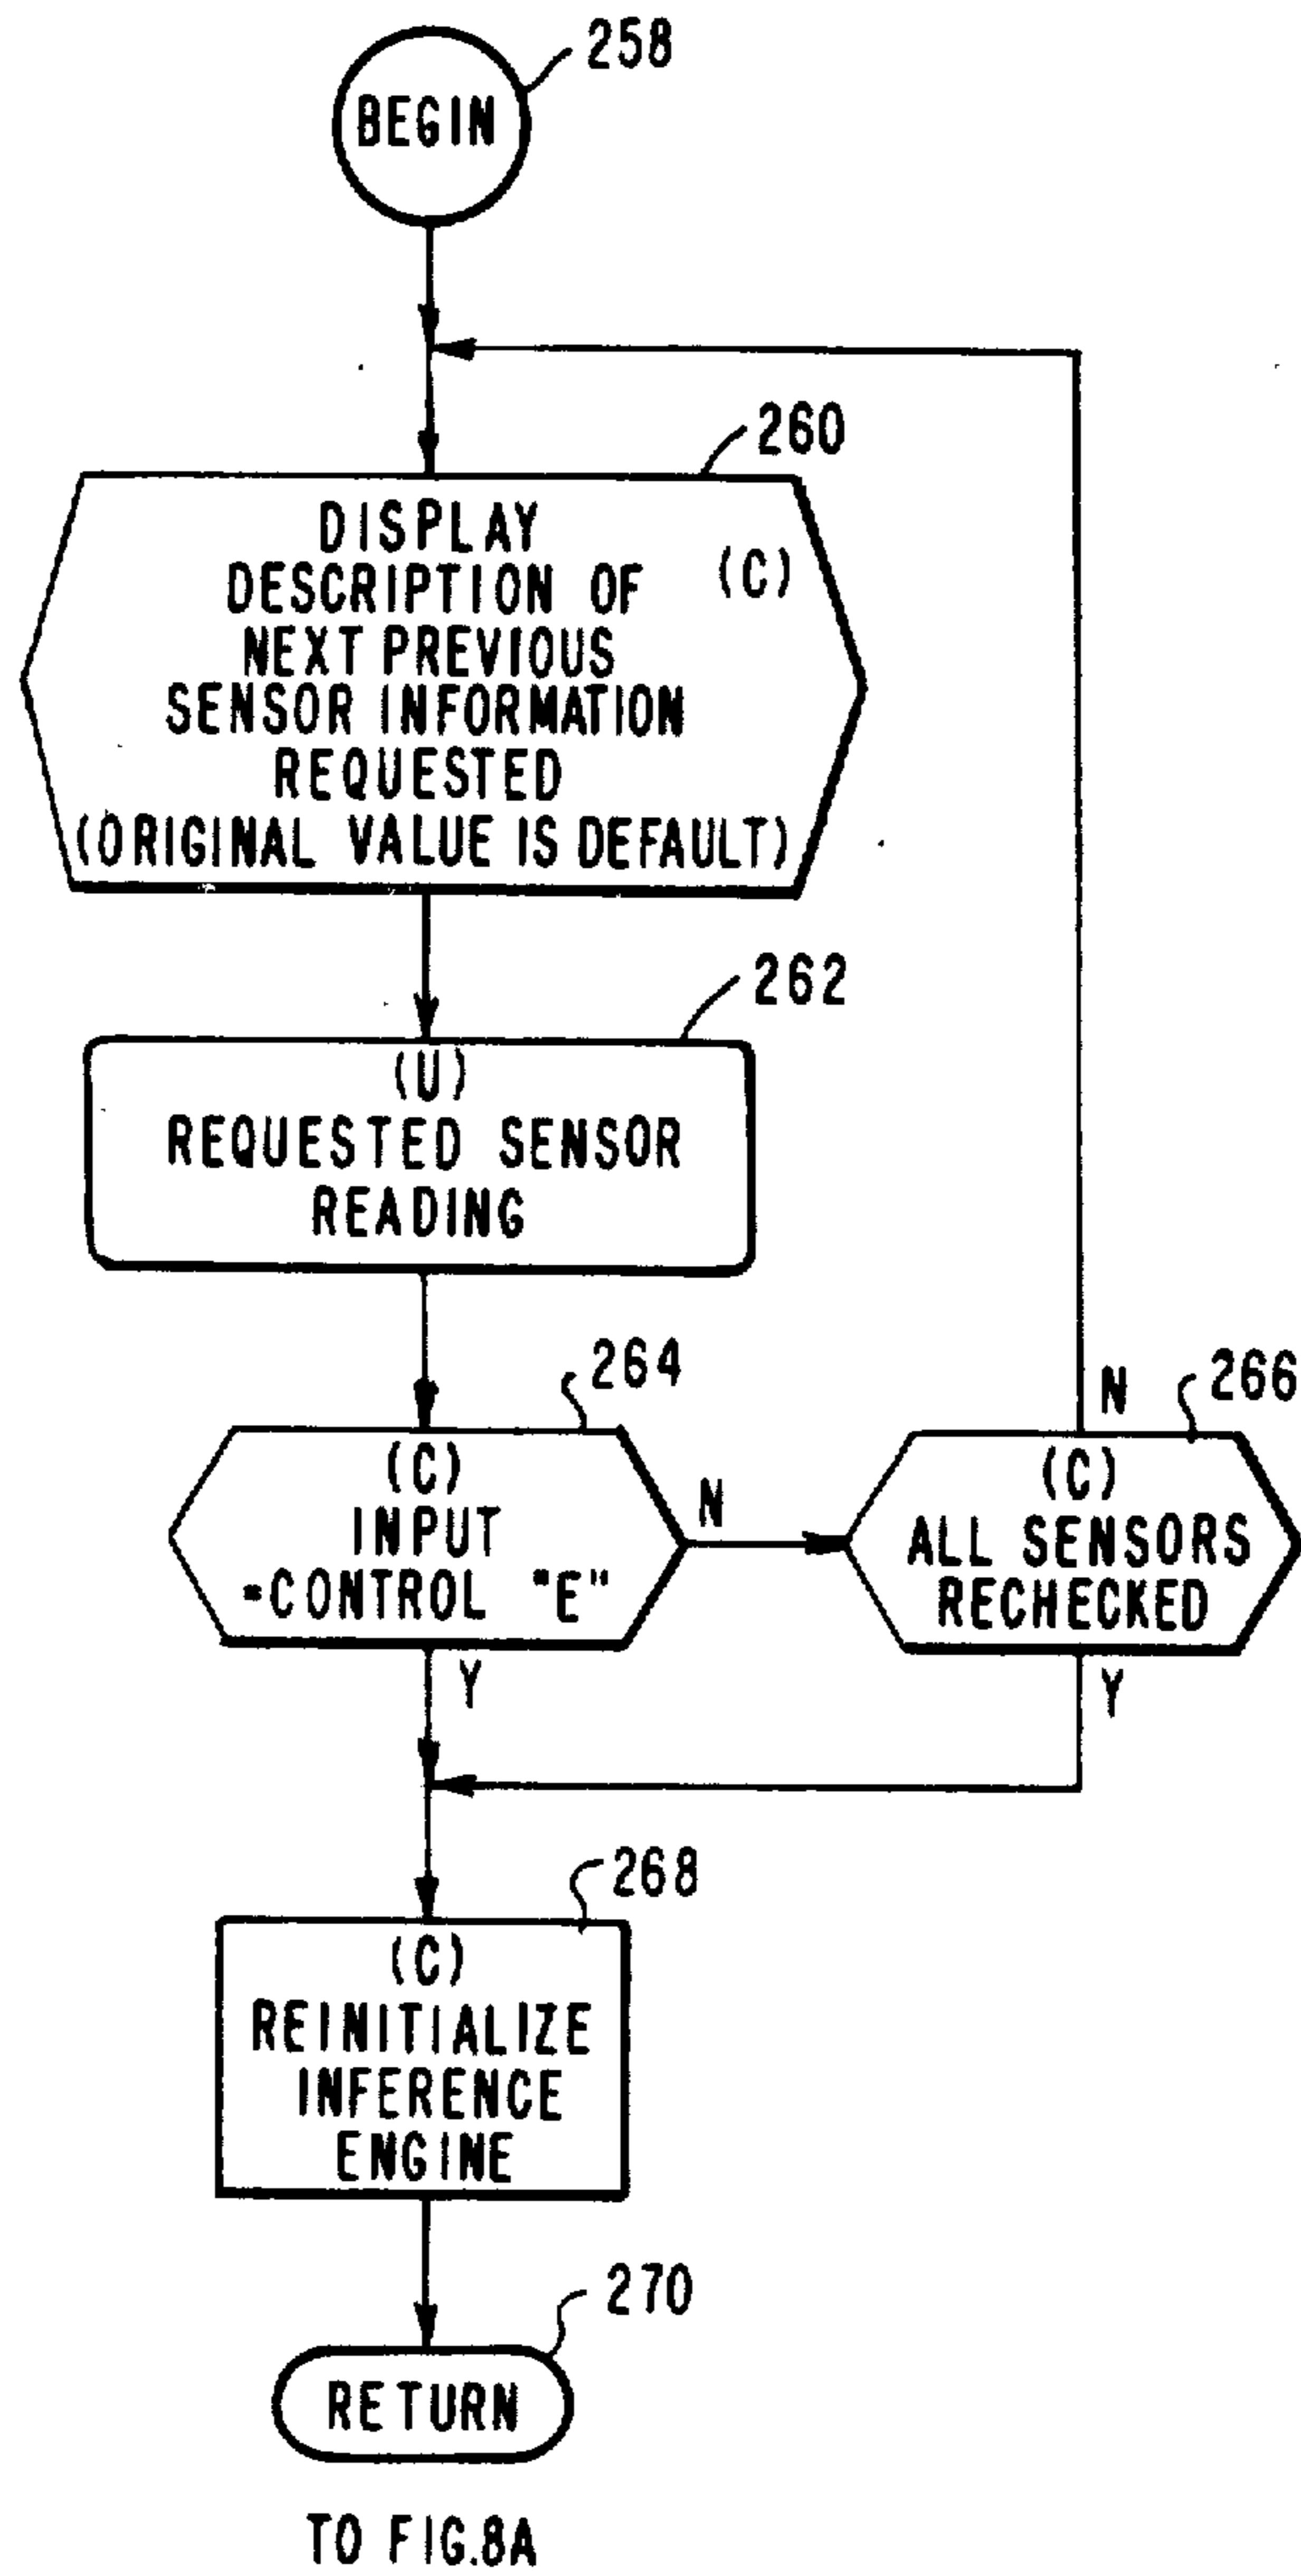 258
BEGIN
260
DISPLAY
DESCRIPTION OF (C)
NEXT PREVIOUS
SENSOR INFORMATION
REQUESTED
(ORIGINAL VALUE IS DEFAULT)
262
(U)
REQUESTED SENSOR
READING
264
(C)
INPUT
=CONTROL "E"
N
Y
N
266
(C)
ALL SENSORS
RECHECKED
Y
268
(C)
REINITIALIZE
INFERENCE
ENGINE
270
RETURN
TO FIG.8A